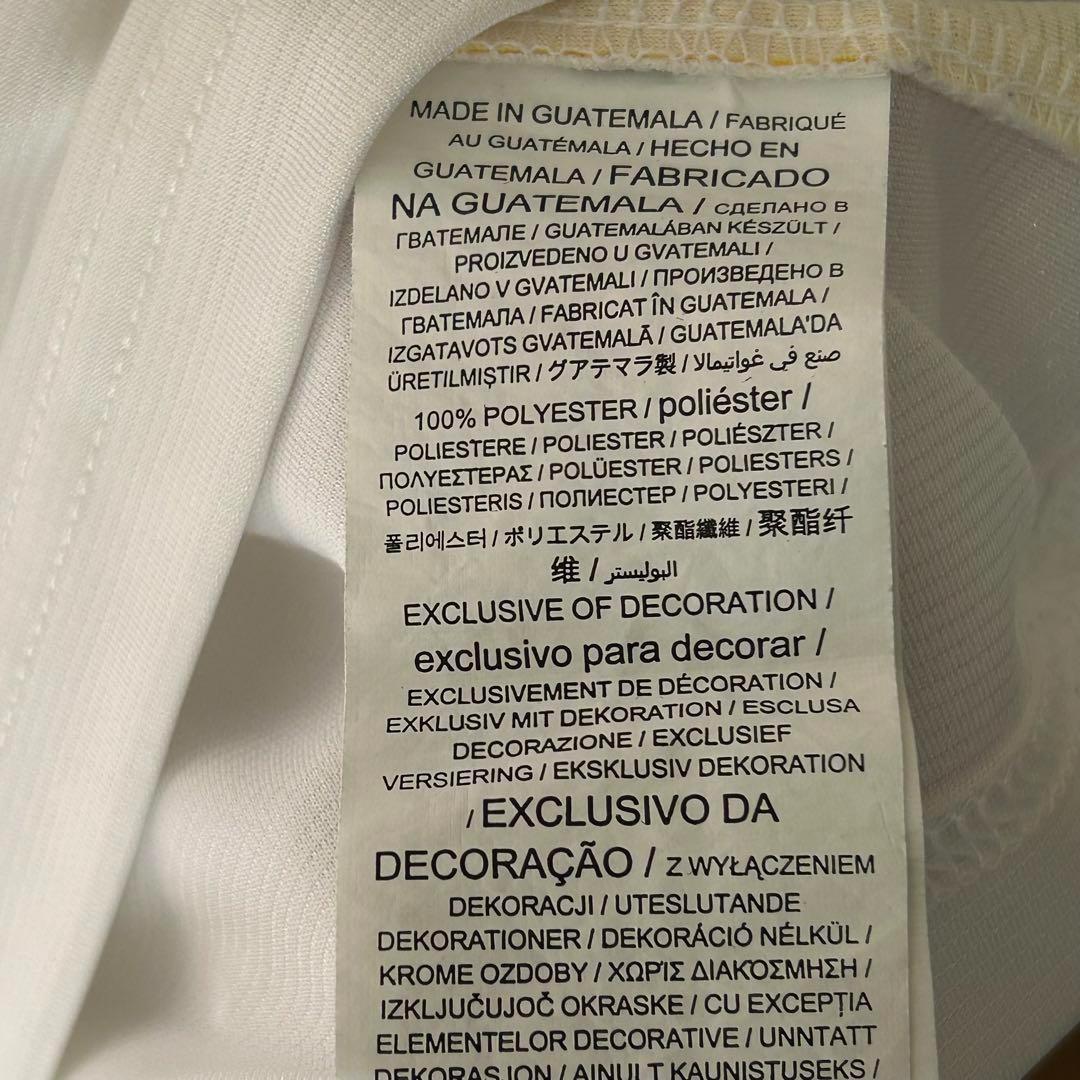 MADE IN GUATEMALA / FABRIQUÉ
AU GUATÉMALA / HECHO EN
GUATEMALA / FABRICADO
NA GUATEMALA / СДЕЛАНО В
ГВАТЕМАЛЕ / GUATEMALÁBAN KÉSZÜLT /
PROIZVEDENO U GVATEMALI /
IZDELANO V GVATEMALI / ПРОИЗВЕДЕНО В
ГВАТЕМАЛА / FABRICAT ÎN GUATEMALA /
IZGATAVOTS GVATEMALĀ / GUATEMALA'DA
ÜRETILMIŞTIR / グアテマラ製 / صنع في غواتيمالا
100% POLYESTER / poliéster /
POLIESTERE / POLIESTER / POLIÉSZTER /
ΠΟΛΥΕΣΤΕΡΑΣ / POLÜESTER / POLIESTERS /
POLIESTERIS / ПОЛИЕСТЕР / POLYESTERI /
폴리에스터 / ポリエステル / 聚酯纖維 / 聚酯纤
维 / البوليستر
EXCLUSIVE OF DECORATION /
exclusivo para decorar /
EXCLUSIVEMENT DE DÉCORATION /
EXKLUSIV MIT DEKORATION / ESCLUSA
DECORAZIONE / EXCLUSIEF
VERSIERING / EKSKLUSIV DEKORATION
/ EXCLUSIVO DA
DECORAÇÃO / Z WYŁĄCZENIEM
DEKORACJI / UTESLUTANDE
DEKORATIONER / DEKORÁCIÓ NÉLKÜL /
KROME OZDOBY / ΧΩΡΊΣ ΔΙΑΚΌΣΜΗΣΗ /
IZKLJUČUJOČ OKRASKE / CU EXCEPȚIA
ELEMENTELOR DECORATIVE / UNNTATT
DEKORASJON / AINULT KAUNISTUSEKS /